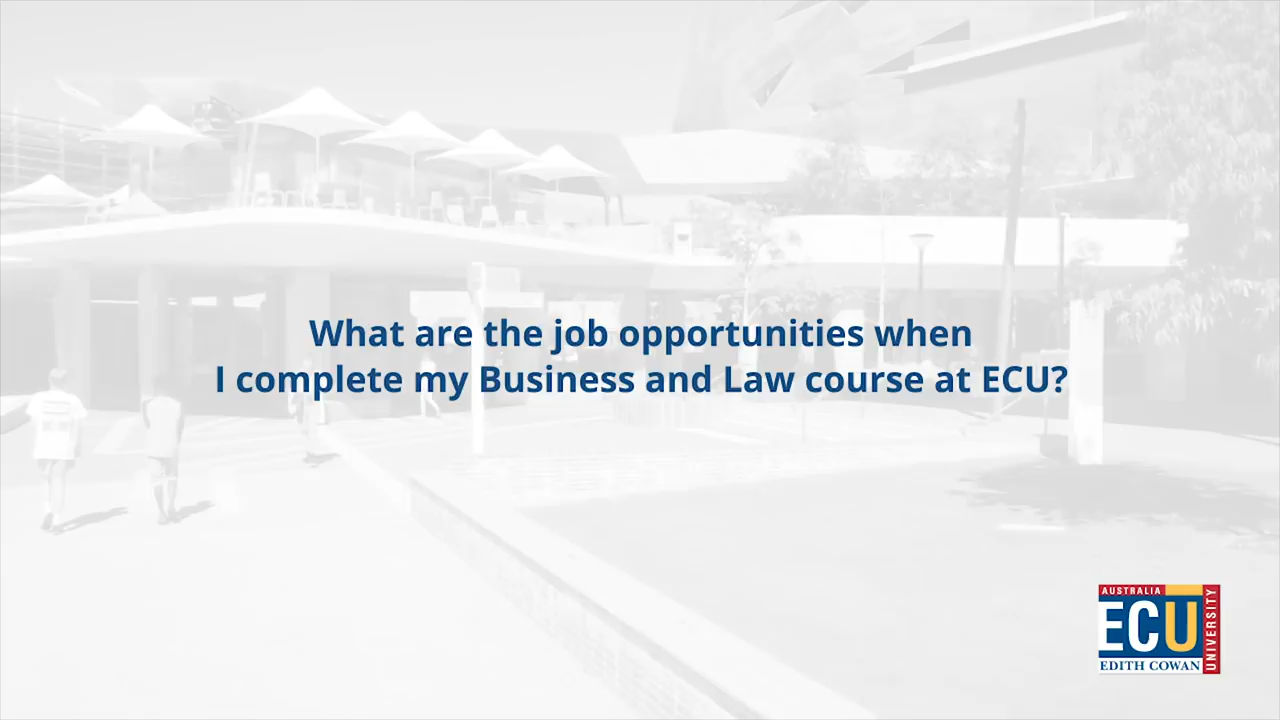 What are the job opportunities when
I complete my Business and Law course at ECU?
AUSTRALIA
ECU
UNIVERSITY
EDITH COWAN